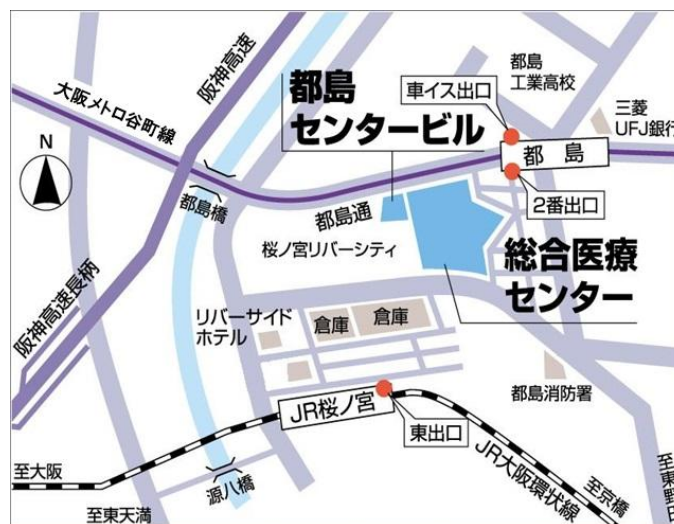 阪神高速
大阪メトロ谷町線
都島
センタービル
都島
工業高校
車イス出口
三菱
UFJ銀行
都島
N
都島橋
都島通
2番出口
桜ノ宮リバーシティ
総合医療
センター
阪神高速長柄
リバーサイド
ホテル
倉庫
倉庫
都島消防署
JR桜ノ宮
東出口
JR大阪環状線
至大阪
源八橋
至京橋
至東野田
至東天満